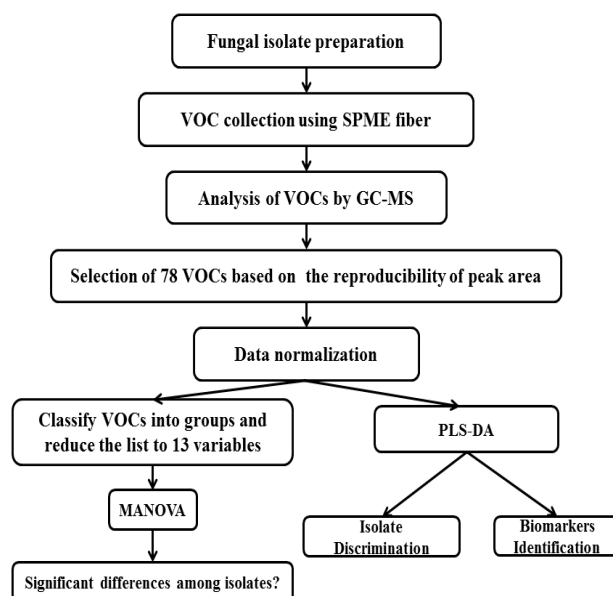 Fungal isolate preparation
VOC collection using SPME fiber
Analysis of VOCs by GC-MS
Selection of 78 VOCs based on the reproducibility of peak area
Data normalization
Classify VOCs into groups and
reduce the list to 13 variables
PLS-DA
MANOVA
Isolate
Discrimination
Biomarkers
Identification
Significant differences among isolates?